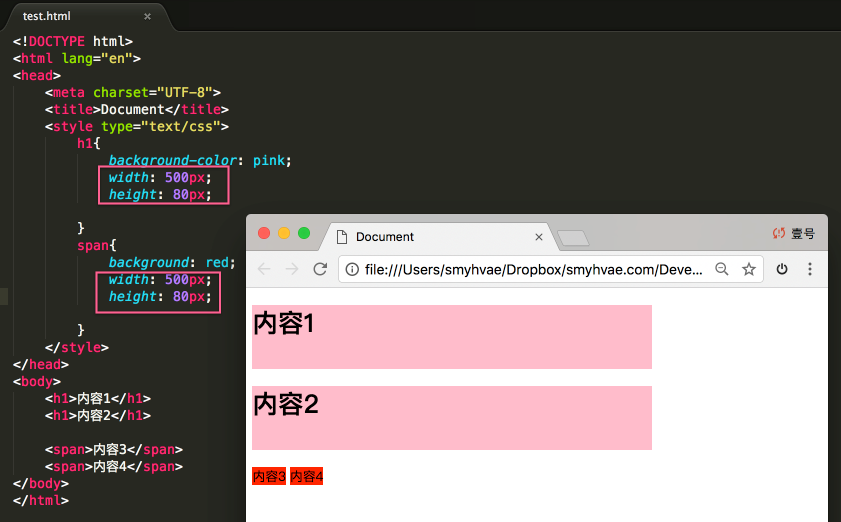 test.html
<!DOCTYPE html>
<html lang="en">
<head>
<meta charset="UTF-8">
<title>Document</title>
<style type="text/css">
h1{
background-color: pink;
width: 500px;
height: 80px;
}
span{
background: red;
width: 500px;
height: 80px;
}
</style>
</head>
<body>
<h1>内容1</h1>
<h1>内容2</h1>
<span>内容3</span>
<span>内容4</span>
</body>
</html>
Document
壹号
file:///Users/smyhvae/Dropbox/smyhvae.com/Deve...
内容1
内容2
内容3 内容4